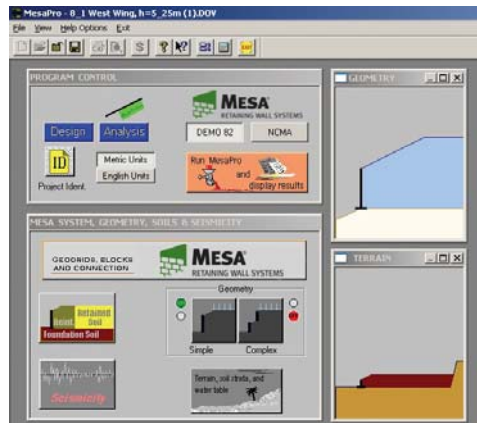 MesaPro - 8_1 West Wing, h=5_25m (1).DOV
File View Help Options Exit
PROGRAM CONTROL
Design
Analysis
MESA
RETAINING WALL SYSTEMS
DEMO 82
NCMA
ID
Project Ident.
Metric Units
English Units
Run MesaPro
and
display results
MESA SYSTEM, GEOMETRY, SOILS & SEISMICITY
GEOGRIDS, BLOCKS
AND CONNECTION
MESA
RETAINING WALL SYSTEMS
Reinf. Retained
Soil
Foundation Soil
Geometry
Simple
Complex
Seismicity
Terrain, soil strata, and
water table
GEOMETRY
TERRAIN